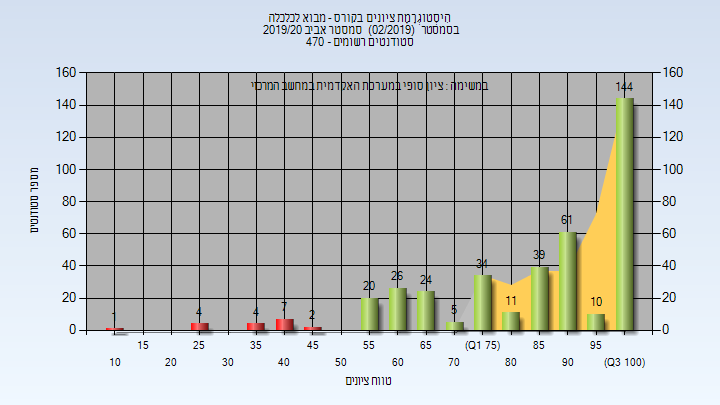 היסטוגרמת ציונים בקורס - מבוא לכלכלה
בסמסטר (02/2019) סמסטר אביב 2019/20
סטודנטים רשומים - 470
במשימה : ציון סופי במערכת האקדמית במחשב המרכזי
160 160
140 140
120 120
100 100
80 80
60 60
40 40
20 20
0 0
מספר סטודנטים
1 4 4 7 2 20 26 24 5 34 11 39 61 10 144
15 25 35 45 55 65 (Q1 75) 85 95
10 20 30 40 50 60 70 80 90 (Q3 100)
טווח ציונים